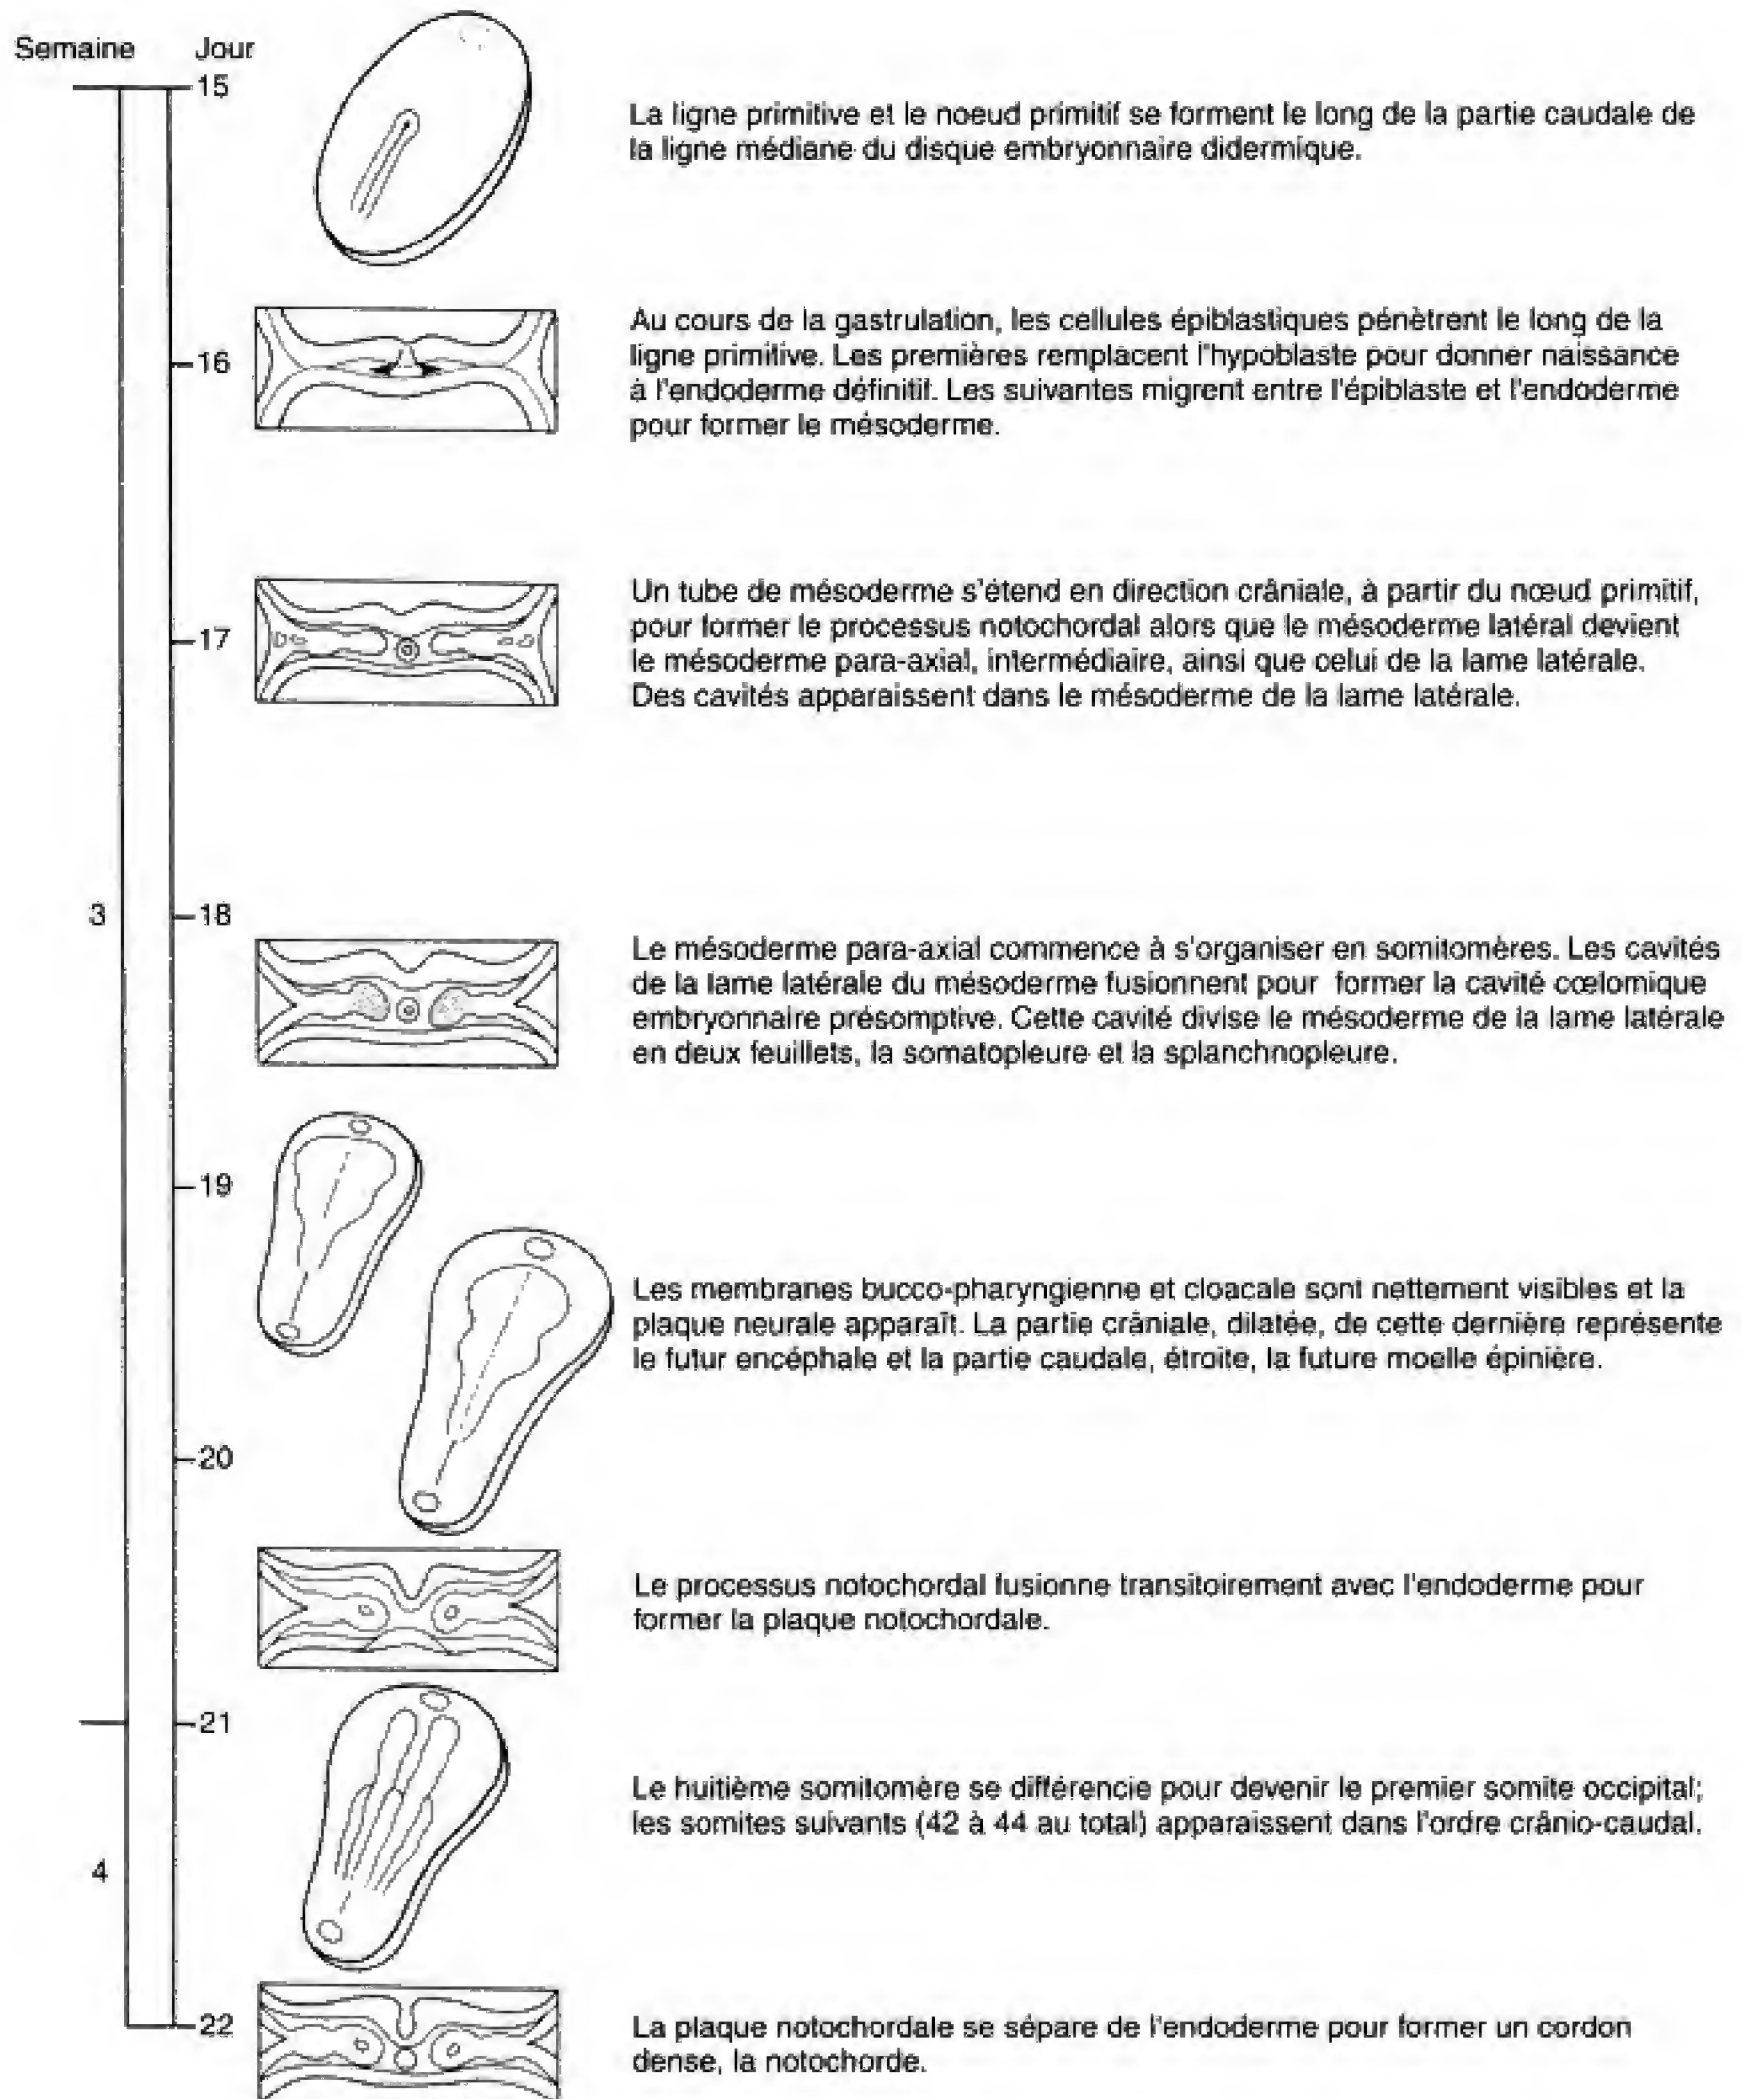 Semaine Jour
15
La ligne primitive et le noeud primitif se forment le long de la partie caudale de
la ligne médiane du disque embryonnaire didermique.
16
Au cours de la gastrulation, les cellules épiblastiques pénètrent le long de la
ligne primitive. Les premières remplacent l'hypoblaste pour donner naissance
à l'endoderme définitif. Les suivantes migrent entre l'épiblaste et l'endoderme
pour former le mésoderme.
17
Un tube de mésoderme s'étend en direction crâniale, à partir du nœud primitif,
pour former le processus notochordal alors que le mésoderme latéral devient
le mésoderme para-axial, intermédiaire, ainsi que celui de la lame latérale.
Des cavités apparaissent dans le mésoderme de la lame latérale.
3
18
Le mésoderme para-axial commence à s'organiser en somitomères. Les cavités
de la lame latérale du mésoderme fusionnent pour former la cavité cœlomique
embryonnaire présomptive. Cette cavité divise le mésoderme de la lame latérale
en deux feuillets, la somatopleure et la splanchnopleure.
19
Les membranes bucco-pharyngienne et cloacale sont nettement visibles et la
plaque neurale apparaît. La partie crâniale, dilatée, de cette dernière représente
le futur encéphale et la partie caudale, étroite, la future moelle épinière.
20
Le processus notochordal fusionne transitoirement avec l'endoderme pour
former la plaque notochordale.
21
Le huitième somitomère se différencie pour devenir le premier somite occipital;
les somites suivants (42 à 44 au total) apparaissent dans l'ordre crânio-caudal.
4
22
La plaque notochordale se sépare de l'endoderme pour former un cordon
dense, la notochorde.